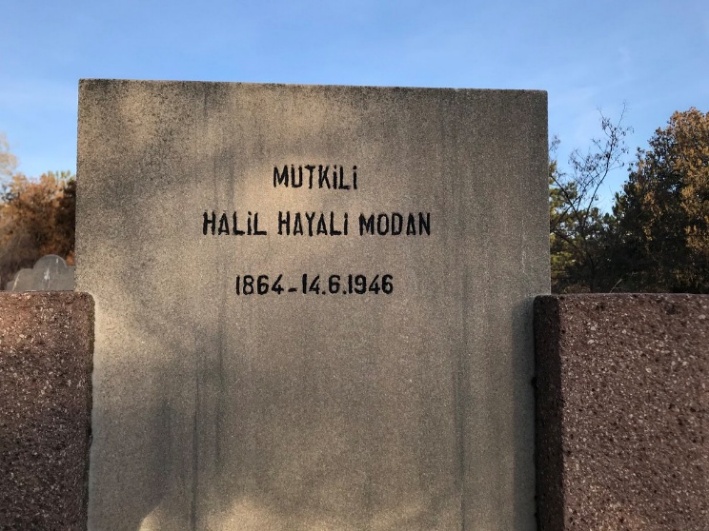 MUTKİLİ
HALİL HAYALİ MODAN
1864-14.6.1946